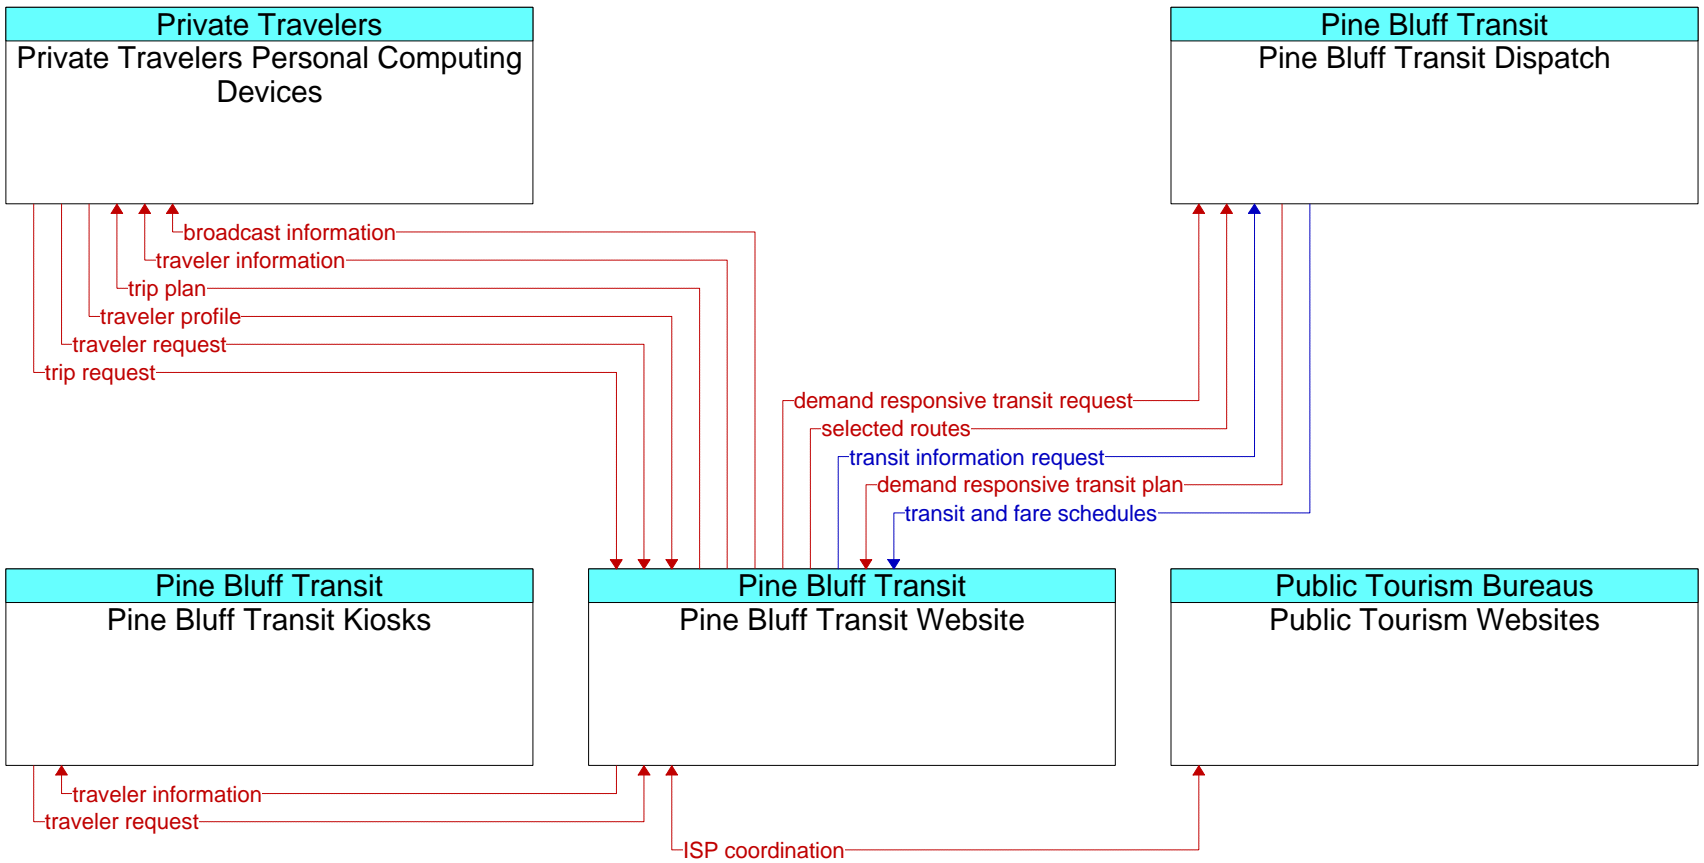 Private Travelers
Private Travelers Personal Computing
Devices
Pine Bluff Transit
Pine Bluff Transit Dispatch
broadcast information
traveler information
trip plan
traveler profile
traveler request
trip request
demand responsive transit request
selected routes
transit information request
demand responsive transit plan
transit and fare schedules
Pine Bluff Transit
Pine Bluff Transit Kiosks
Pine Bluff Transit
Pine Bluff Transit Website
Public Tourism Bureaus
Public Tourism Websites
traveler information
traveler request
ISP coordination